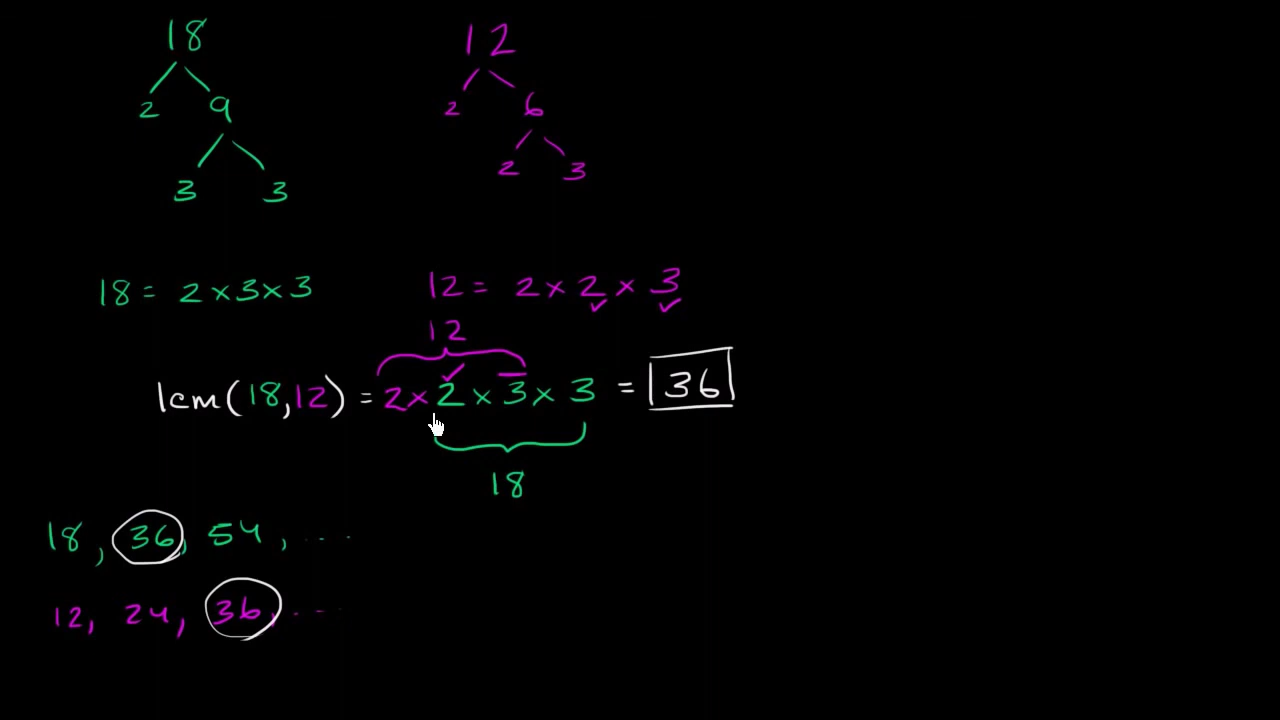 18 12
2 9 2 6
3 3 2 3
18 = 2 x 3 x 3 12 = 2 x 2 x 3
12
lcm(18,12) = 2 x 2 x 3 x 3 = 36
18
18, 36, 54, ...
12, 24, 36, ...